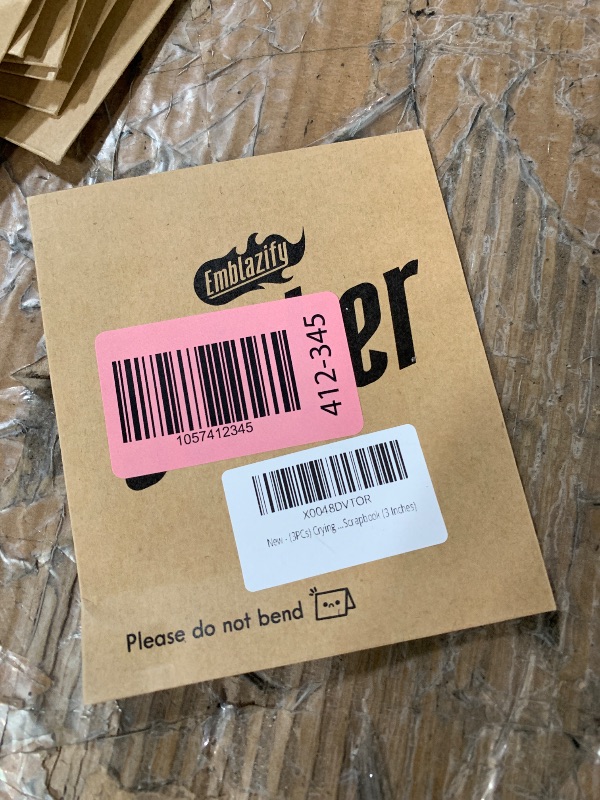 Emblazify
er
412-345
1057412345
X0048DVTOR
New - (3PCs) Crying ...Scrapbook (3 Inches)
Please do not bend